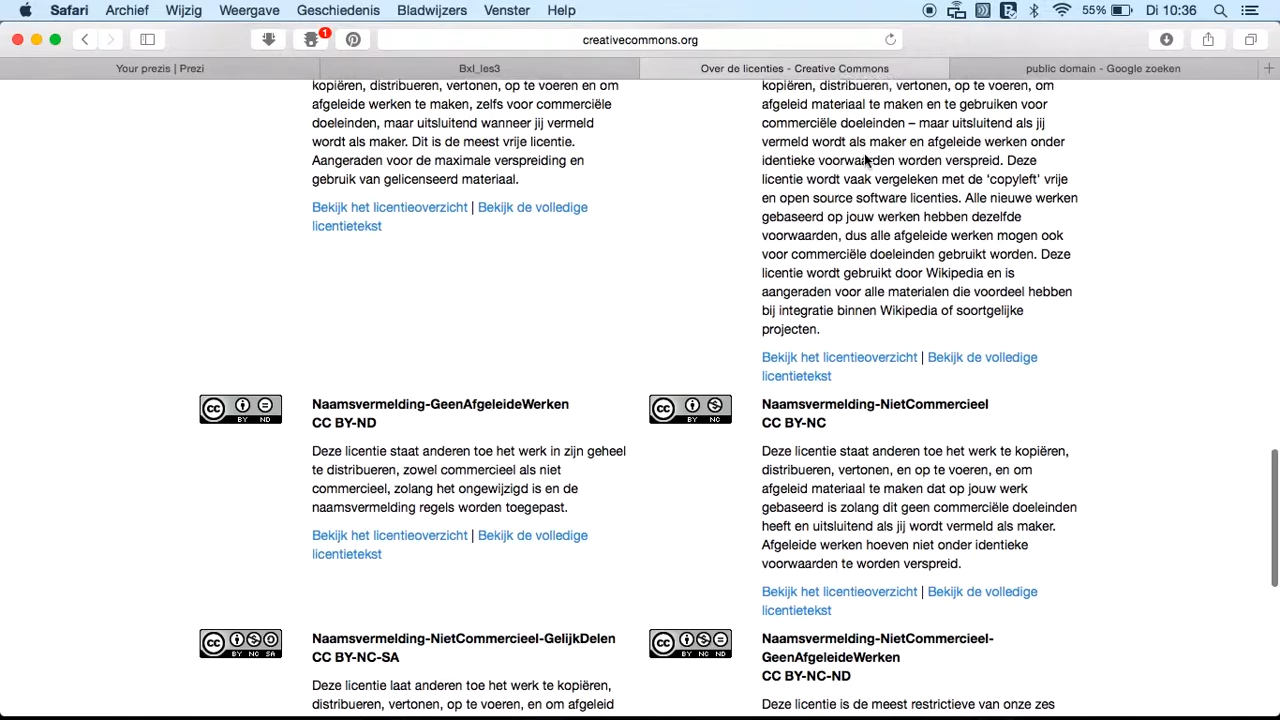 Safari Archief Wijzig Weergave Geschiedenis Bladwijzers Venster Help 55% Di 10:36
1
creativecommons.org
Your prezis | Prezi
Bxl_les3
Over de licenties - Creative Commons
public domain - Google zoeken
kopiëren, distribueren, vertonen, op te voeren en om
afgeleide werken te maken, zelfs voor commerciële
doeleinden, maar uitsluitend wanneer jij vermeld
wordt als maker. Dit is de meest vrije licentie.
Aangeraden voor de maximale verspreiding en
gebruik van gelicenseerd materiaal.
Bekijk het licentieoverzicht | Bekijk de volledige
licentietekst
kopiëren, distribueren, vertonen, op te voeren, om
afgeleid materiaal te maken en te gebruiken voor
commerciële doeleinden – maar uitsluitend als jij
vermeld wordt als maker en afgeleide werken onder
identieke voorwaarden worden verspreid. Deze
licentie wordt vaak vergeleken met de 'copyleft' vrije
en open source software licenties. Alle nieuwe werken
gebaseerd op jouw werken hebben dezelfde
voorwaarden, dus alle afgeleide werken mogen ook
voor commerciële doeleinden gebruikt worden. Deze
licentie wordt gebruikt door Wikipedia en is
aangeraden voor alle materialen die voordeel hebben
bij integratie binnen Wikipedia of soortgelijke
projecten.
Bekijk het licentieoverzicht | Bekijk de volledige
licentietekst
cc BY ND
Naamsvermelding-GeenAfgeleideWerken
CC BY-ND
Deze licentie staat anderen toe het werk in zijn geheel
te distribueren, zowel commercieel als niet
commercieel, zolang het ongewijzigd is en de
naamsvermelding regels worden toegepast.
Bekijk het licentieoverzicht | Bekijk de volledige
licentietekst
cc BY NC
Naamsvermelding-NietCommercieel
CC BY-NC
Deze licentie staat anderen toe het werk te kopiëren,
distribueren, vertonen, en op te voeren, en om
afgeleid materiaal te maken dat op jouw werk
gebaseerd is zolang dit geen commerciële doeleinden
heeft en uitsluitend als jij wordt vermeld als maker.
Afgeleide werken hoeven niet onder identieke
voorwaarden te worden verspreid.
Bekijk het licentieoverzicht | Bekijk de volledige
licentietekst
cc BY NC SA
Naamsvermelding-NietCommercieel-GelijkDelen
CC BY-NC-SA
Deze licentie laat anderen toe het werk te kopiëren,
distribueren, vertonen, op te voeren, en om afgeleid
cc BY NC ND
Naamsvermelding-NietCommercieel-
GeenAfgeleideWerken
CC BY-NC-ND
Deze licentie is de meest restrictieve van onze zes